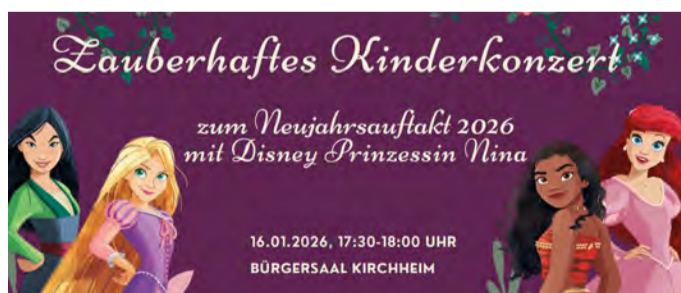 Zauberhaftes Kinderkonzert
zum Neujahrsauftakt 2026
mit Disney Prinzessin Nina
16.01.2026, 17:30-18:00 UHR
BÜRGERSAAL KIRCHHEIM